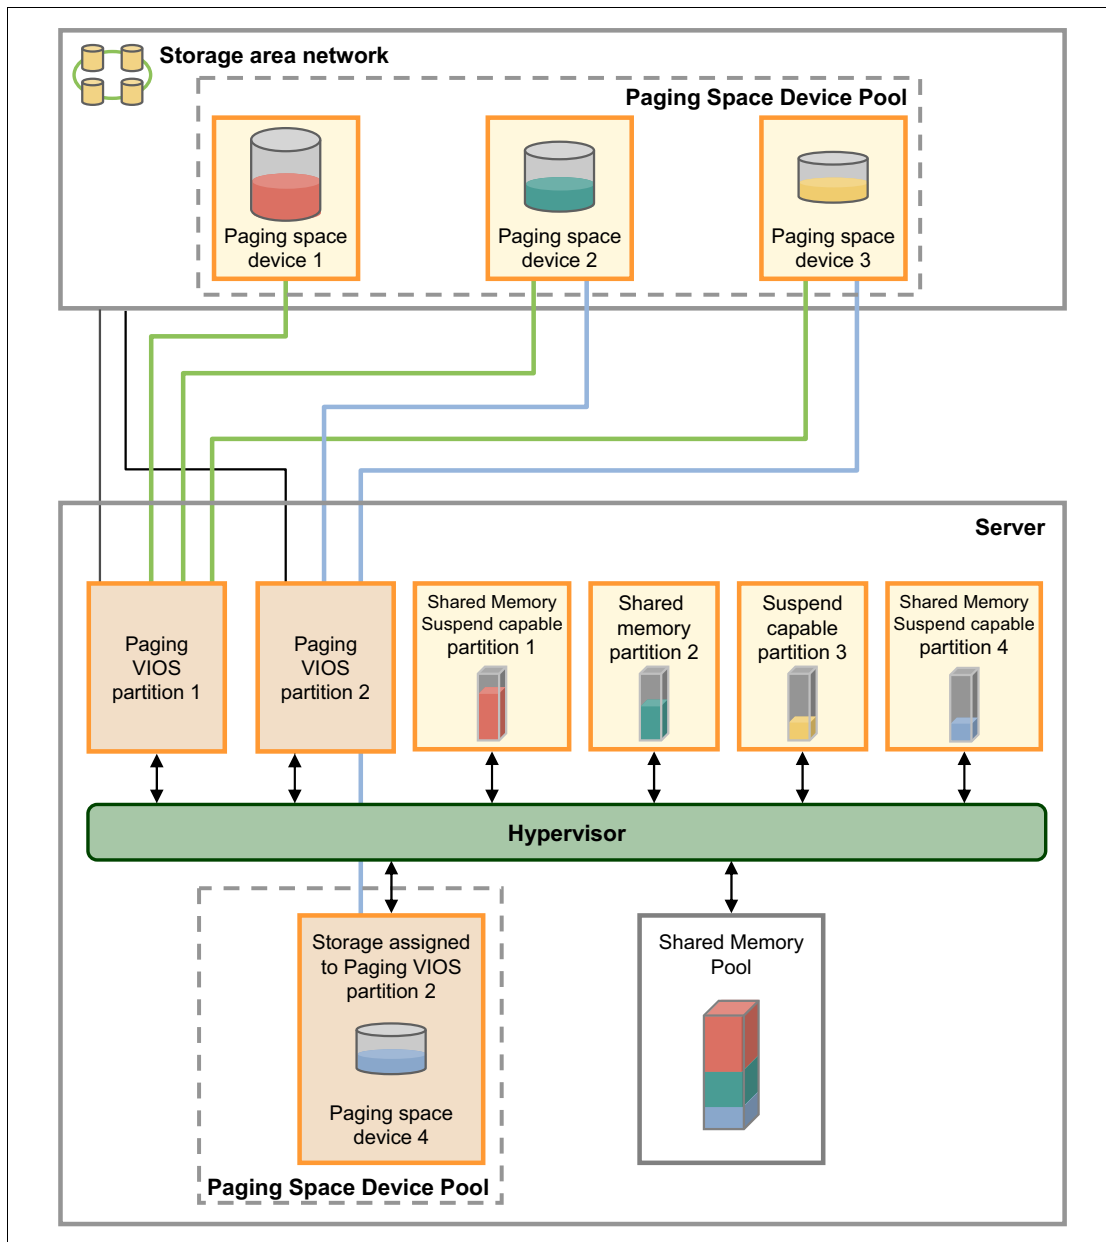 Storage area network
Paging Space Device Pool
Paging space
device 1
Paging space
device 2
Paging space
device 3
Server
Paging
VIOS
partition 1
Paging
VIOS
partition 2
Shared Memory
Suspend capable
partition 1
Shared
memory
partition 2
Suspend
capable
partition 3
Shared Memory
Suspend capable
partition 4
Hypervisor
Storage assigned
to Paging VIOS
partition 2
Paging space
device 4
Paging Space Device Pool
Shared Memory
Pool